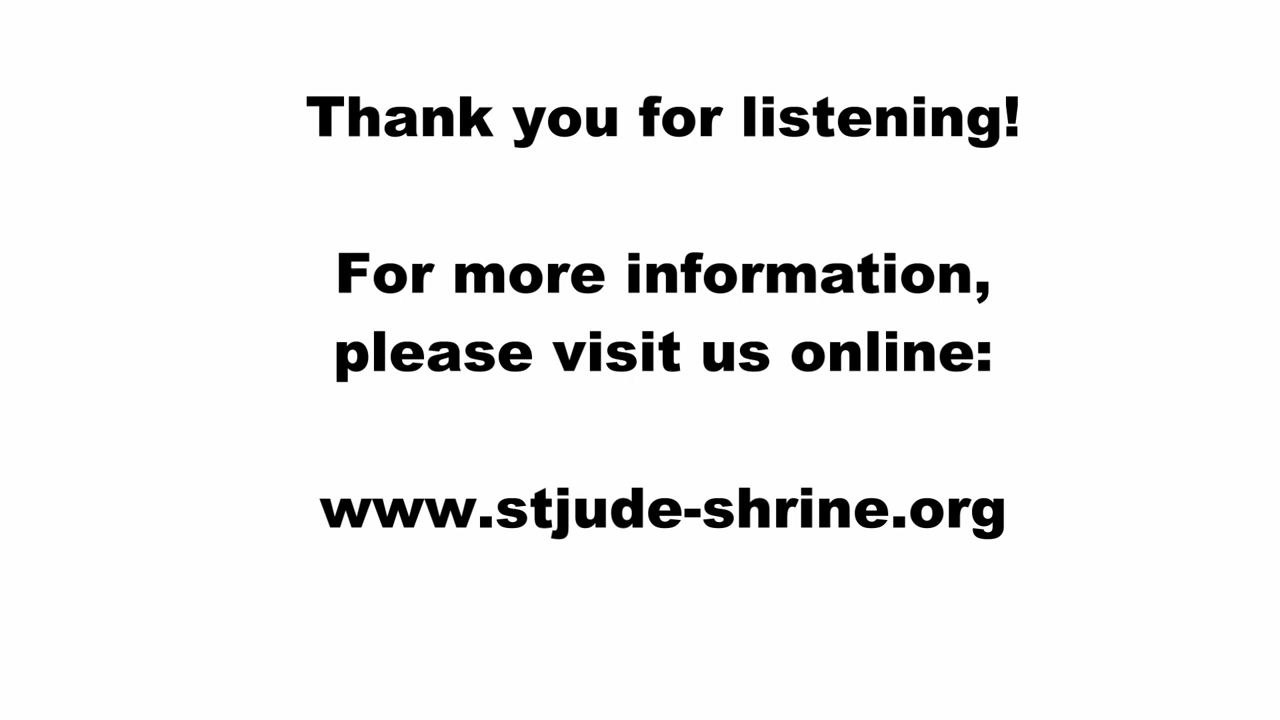 Thank you for listening!
For more information,
please visit us online:
www.stjude-shrine.org